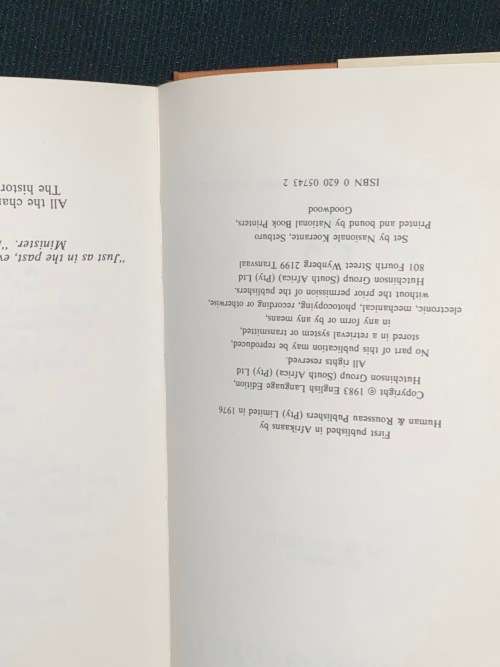 First published in Afrikaans by
Human & Rousseau Publishers (Pty) Limited in 1976
Copyright © 1983 English Language Edition,
Hutchinson Group (South Africa) (Pty) Ltd
All rights reserved.
No part of this publication may be reproduced,
stored in a retrieval system or transmitted,
in any form or by any means,
electronic, mechanical, photocopying, recording or otherwise,
without the prior permission of the publishers.
Hutchinson Group (South Africa) (Pty) Ltd
801 Fourth Street Wynberg 2199 Transvaal
Set by Nasionale Koerante, Setburo
Printed and bound by National Book Printers,
Goodwood
ISBN 0 620 05743 2
"Just as in the past,
Minister.
All the
The